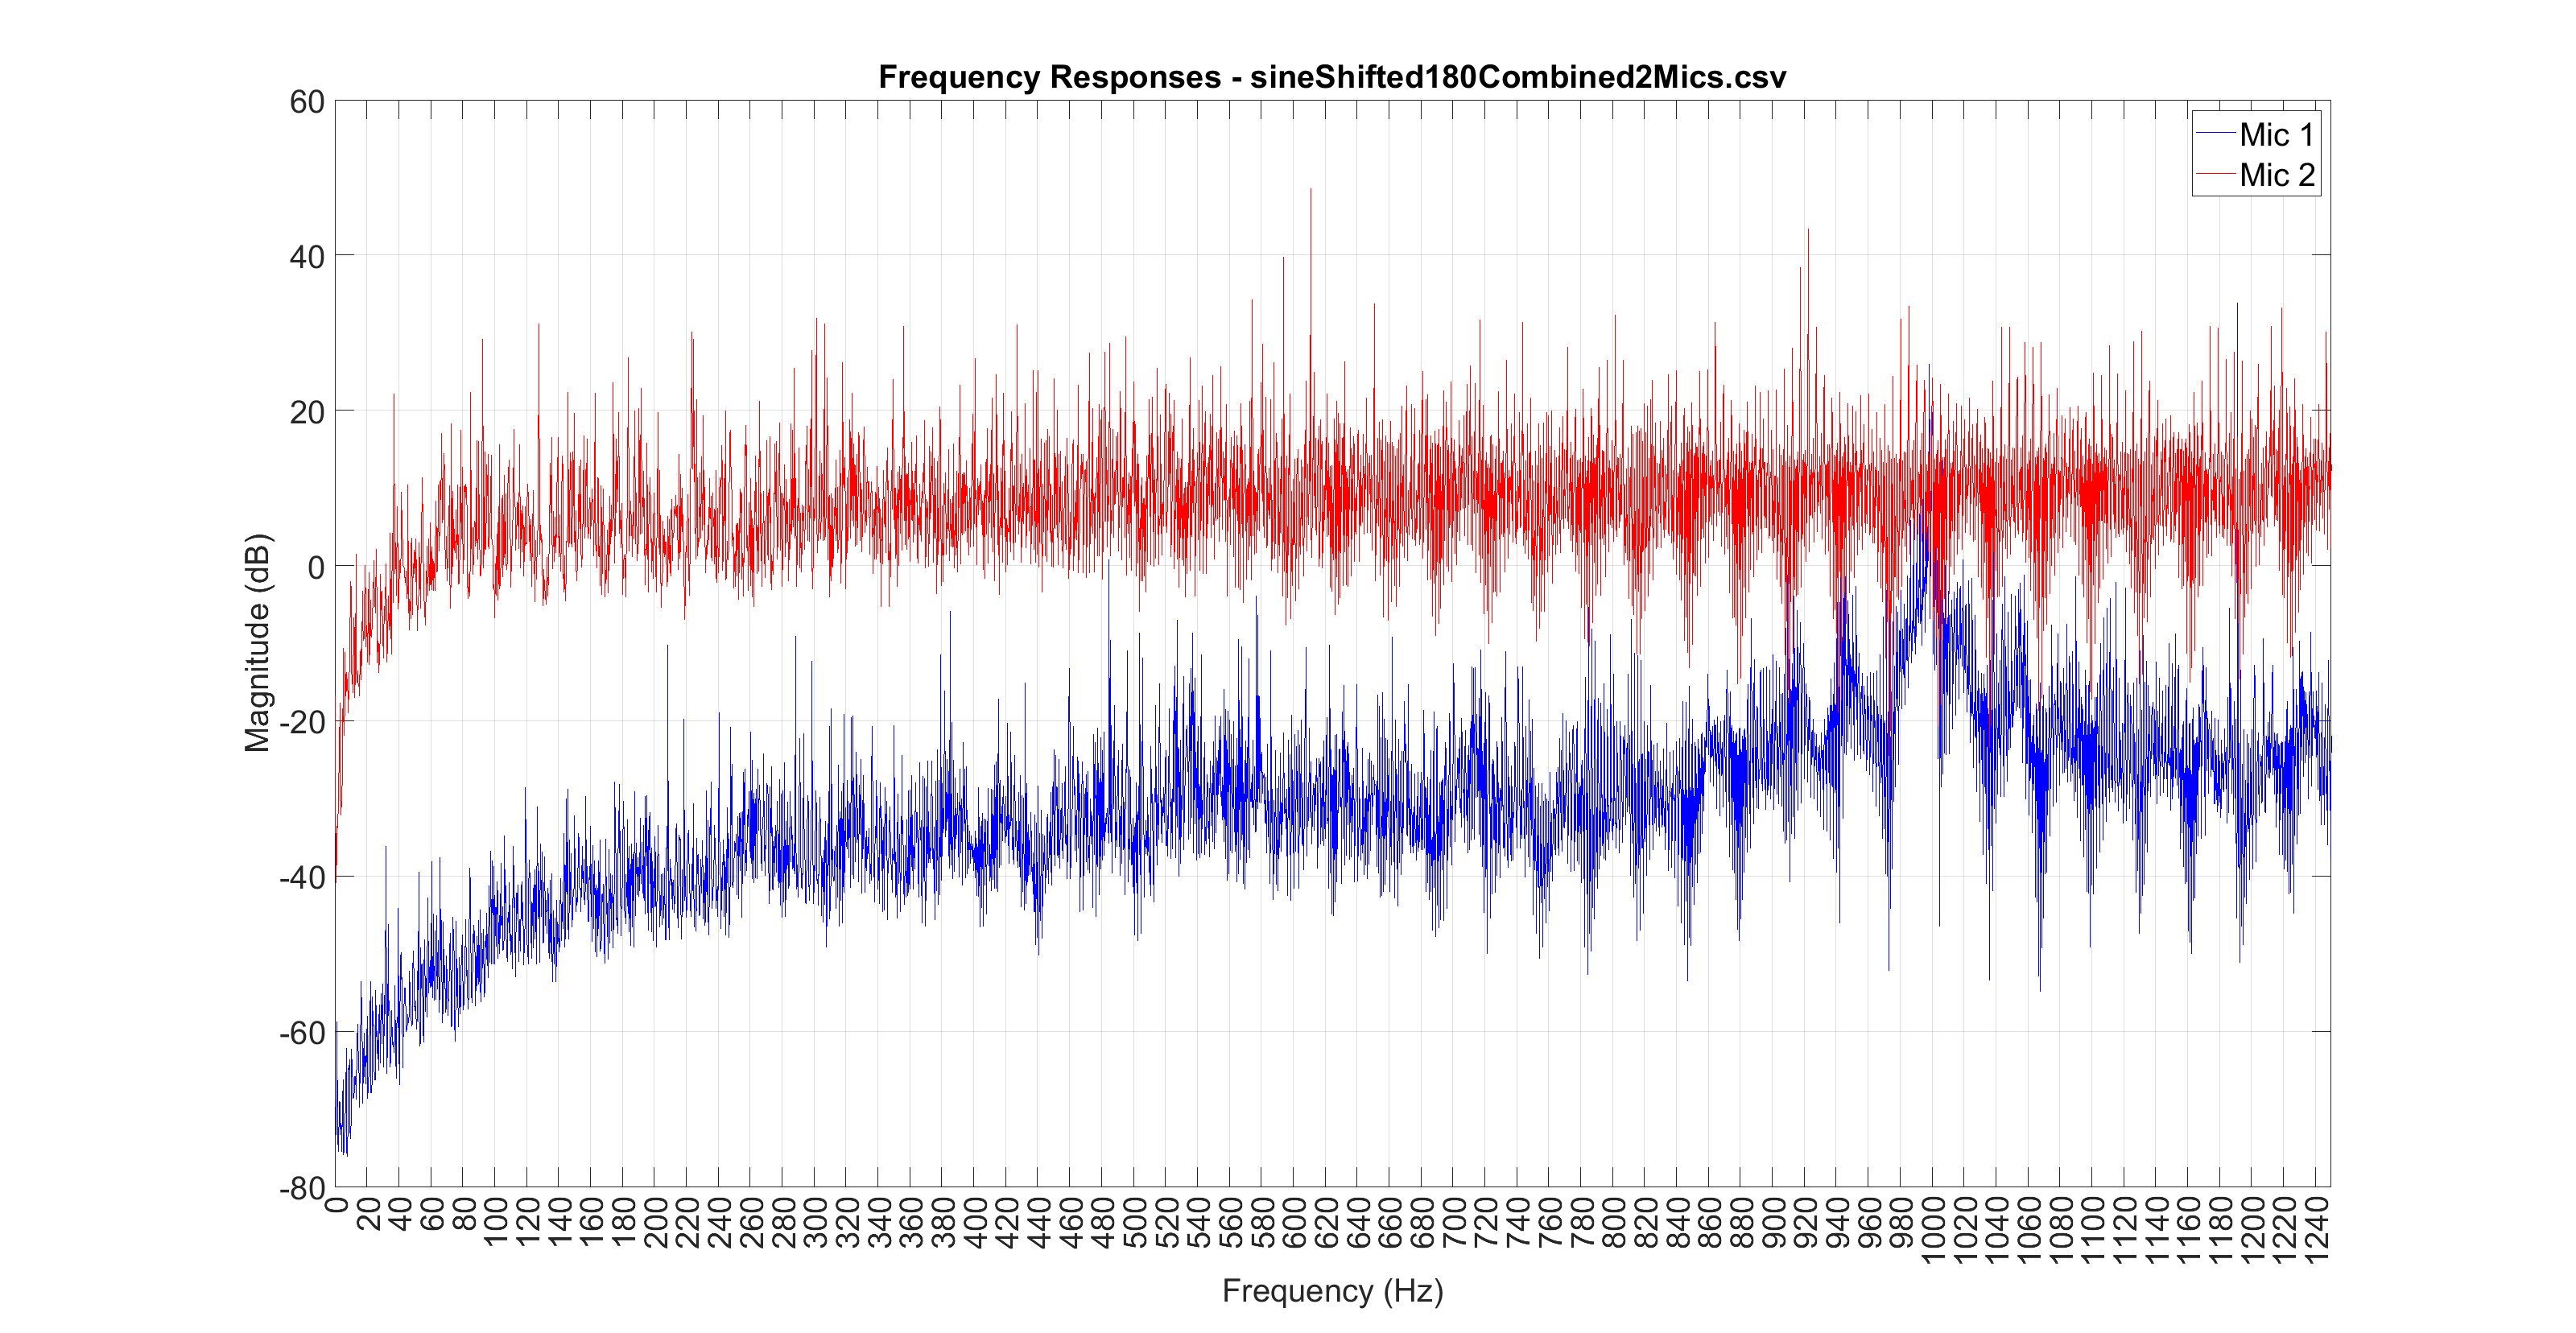 Frequency Responses - sineShifted180Combined2Mics.csv
60
40
20
0
-20
-40
-60
-80
Magnitude (dB)
Mic 1
Mic 2
0 20 40 60 80 100 120 140 160 180 200 220 240 260 280 300 320 340 360 380 400 420 440 460 480 500 520 540 560 580 600 620 640 660 680 700 720 740 760 780 800 820 840 860 880 900 920 940 960 980 1000 1020 1040 1060 1080 1100 1120 1140 1160 1180 1200 1220 1240
Frequency (Hz)